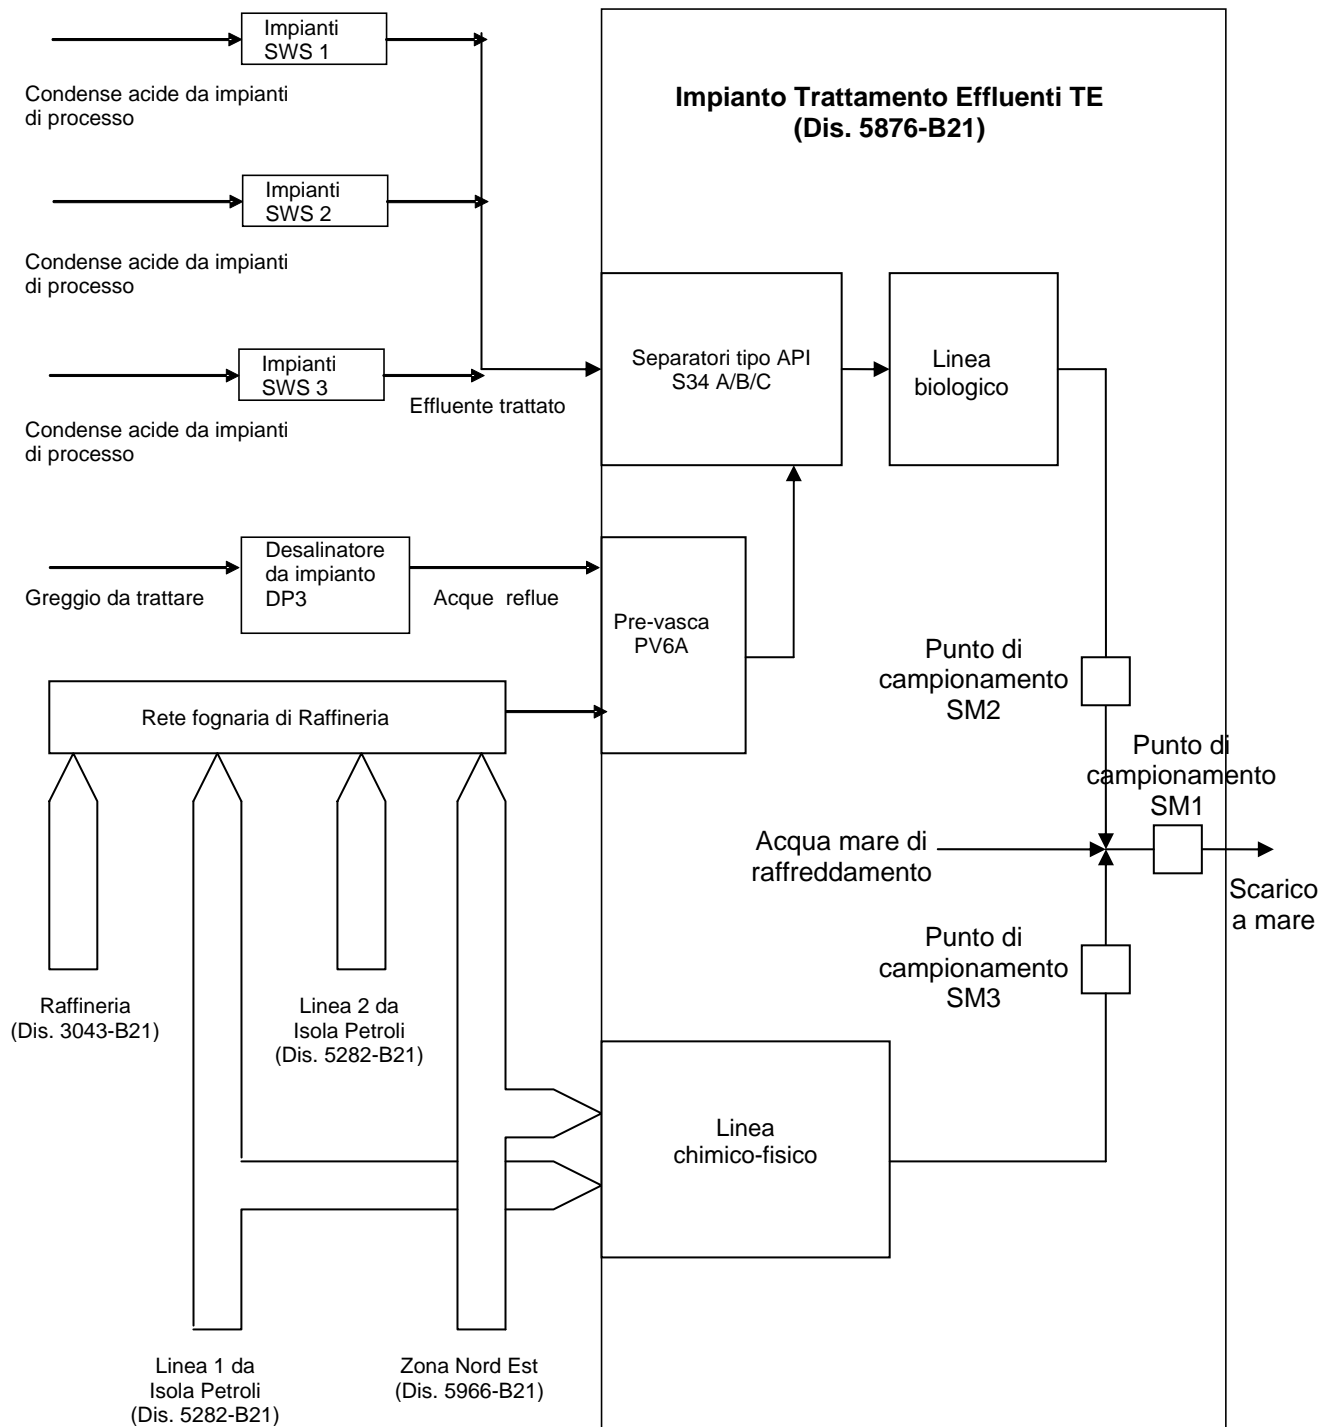 Impianti
SWS 1
Condense acide da impianti
di processo
Impianto Trattamento Effluenti TE
(Dis. 5876-B21)
Impianti
SWS 2
Condense acide da impianti
di processo
Impianti
SWS 3
Effluente trattato
Condense acide da impianti
di processo
Separatori tipo API
S34 A/B/C
Linea
biologico
Desalinatore
da impianto
DP3
Greggio da trattare
Acque reflue
Pre-vasca
PV6A
Rete fognaria di Raffineria
Punto di
campionamento
SM2
Punto di
campionamento
SM1
Acqua mare di
raffreddamento
Scarico
a mare
Punto di
campionamento
SM3
Raffineria
(Dis. 3043-B21)
Linea 2 da
Isola Petroli
(Dis. 5282-B21)
Linea
chimico-fisico
Linea 1 da
Isola Petroli
(Dis. 5282-B21)
Zona Nord Est
(Dis. 5966-B21)